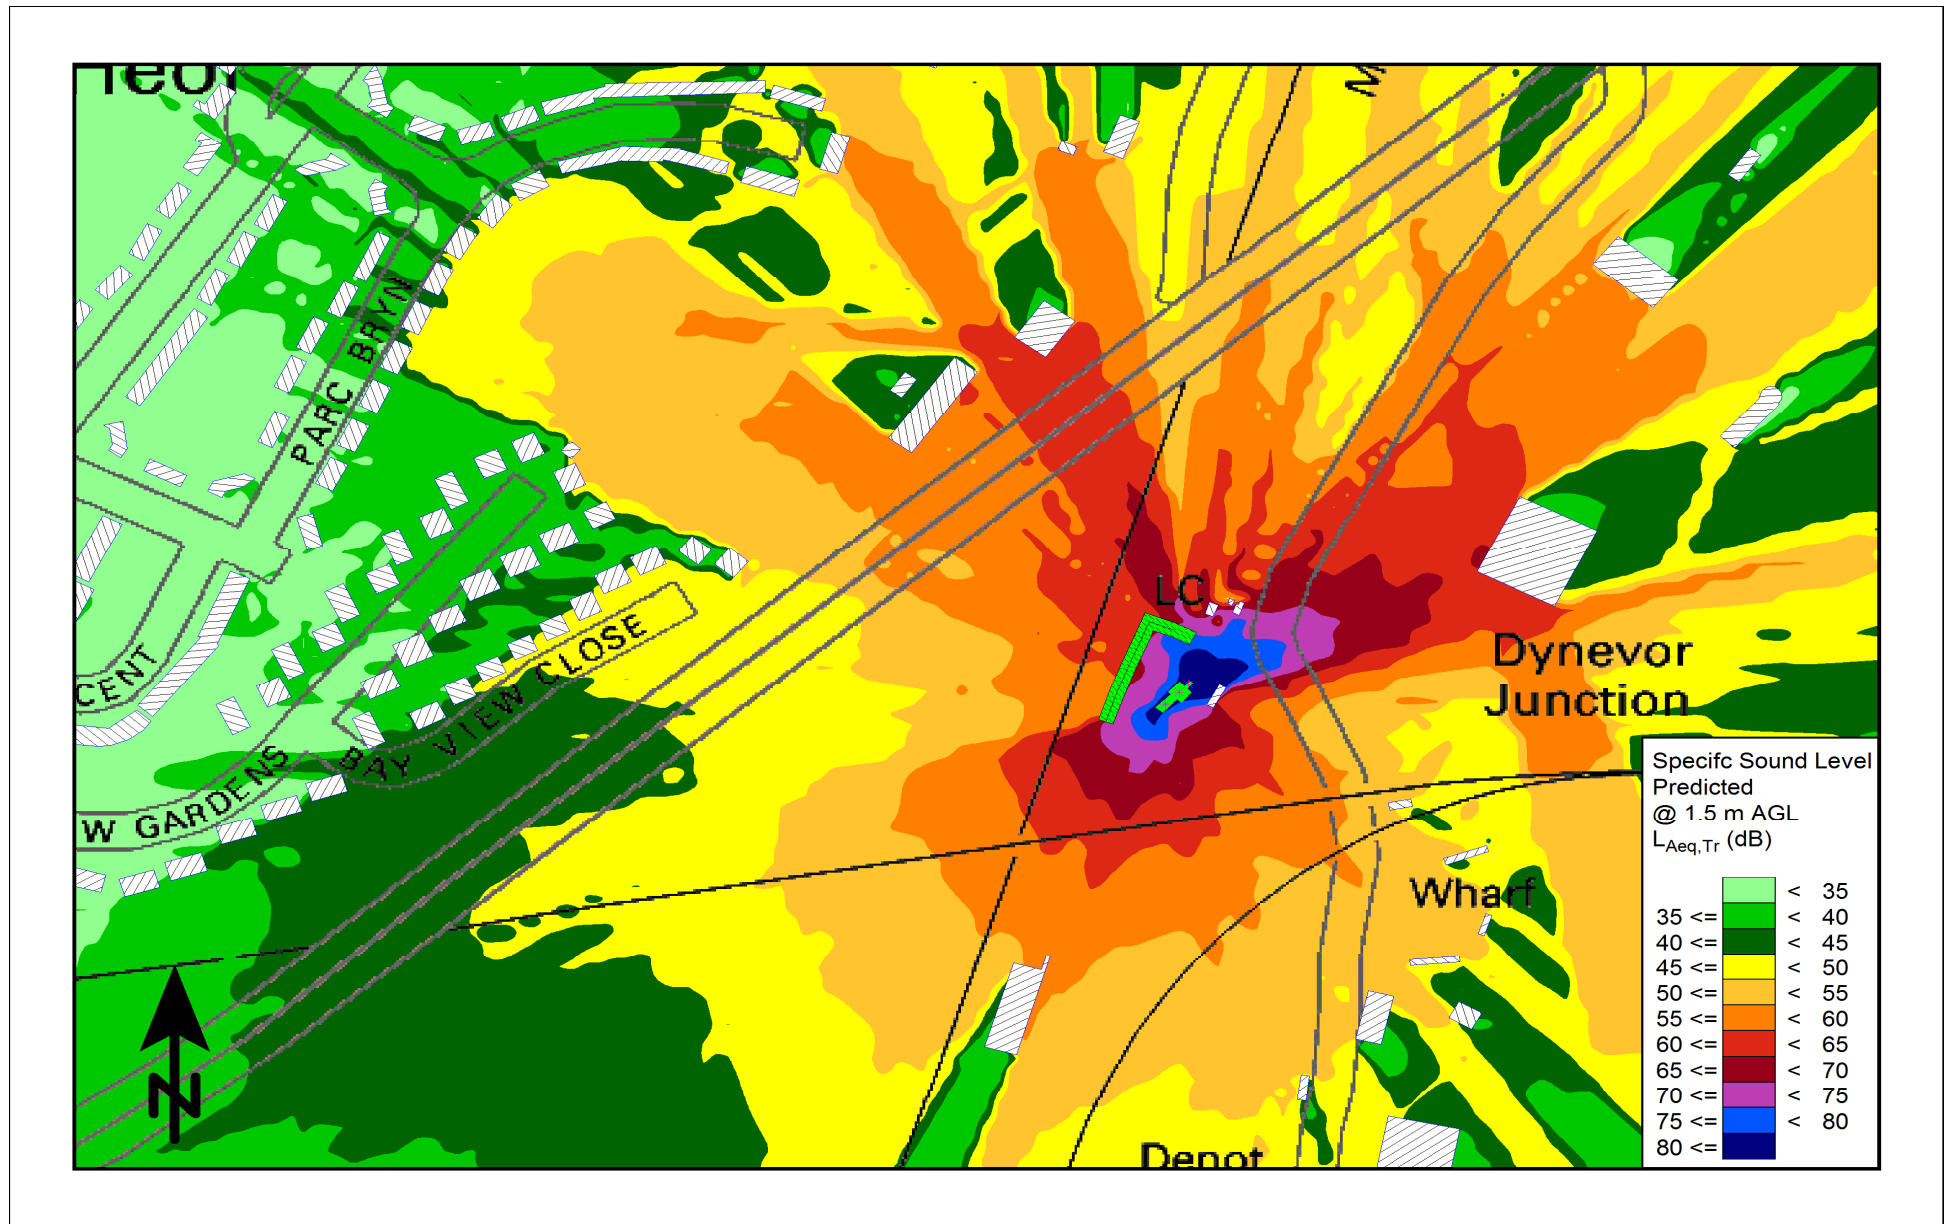 PARC BRYN
LC
Dynevor
Junction
CENT
BAY VIEW CLOSE
W GARDENS
Wharf
Depot
N
Specifc Sound Level
Predicted
@ 1.5 m AGL
LAeq,Tr (dB)
< 35
35 <= < 40
40 <= < 45
45 <= < 50
50 <= < 55
55 <= < 60
60 <= < 65
65 <= < 70
70 <= < 75
75 <= < 80
80 <=